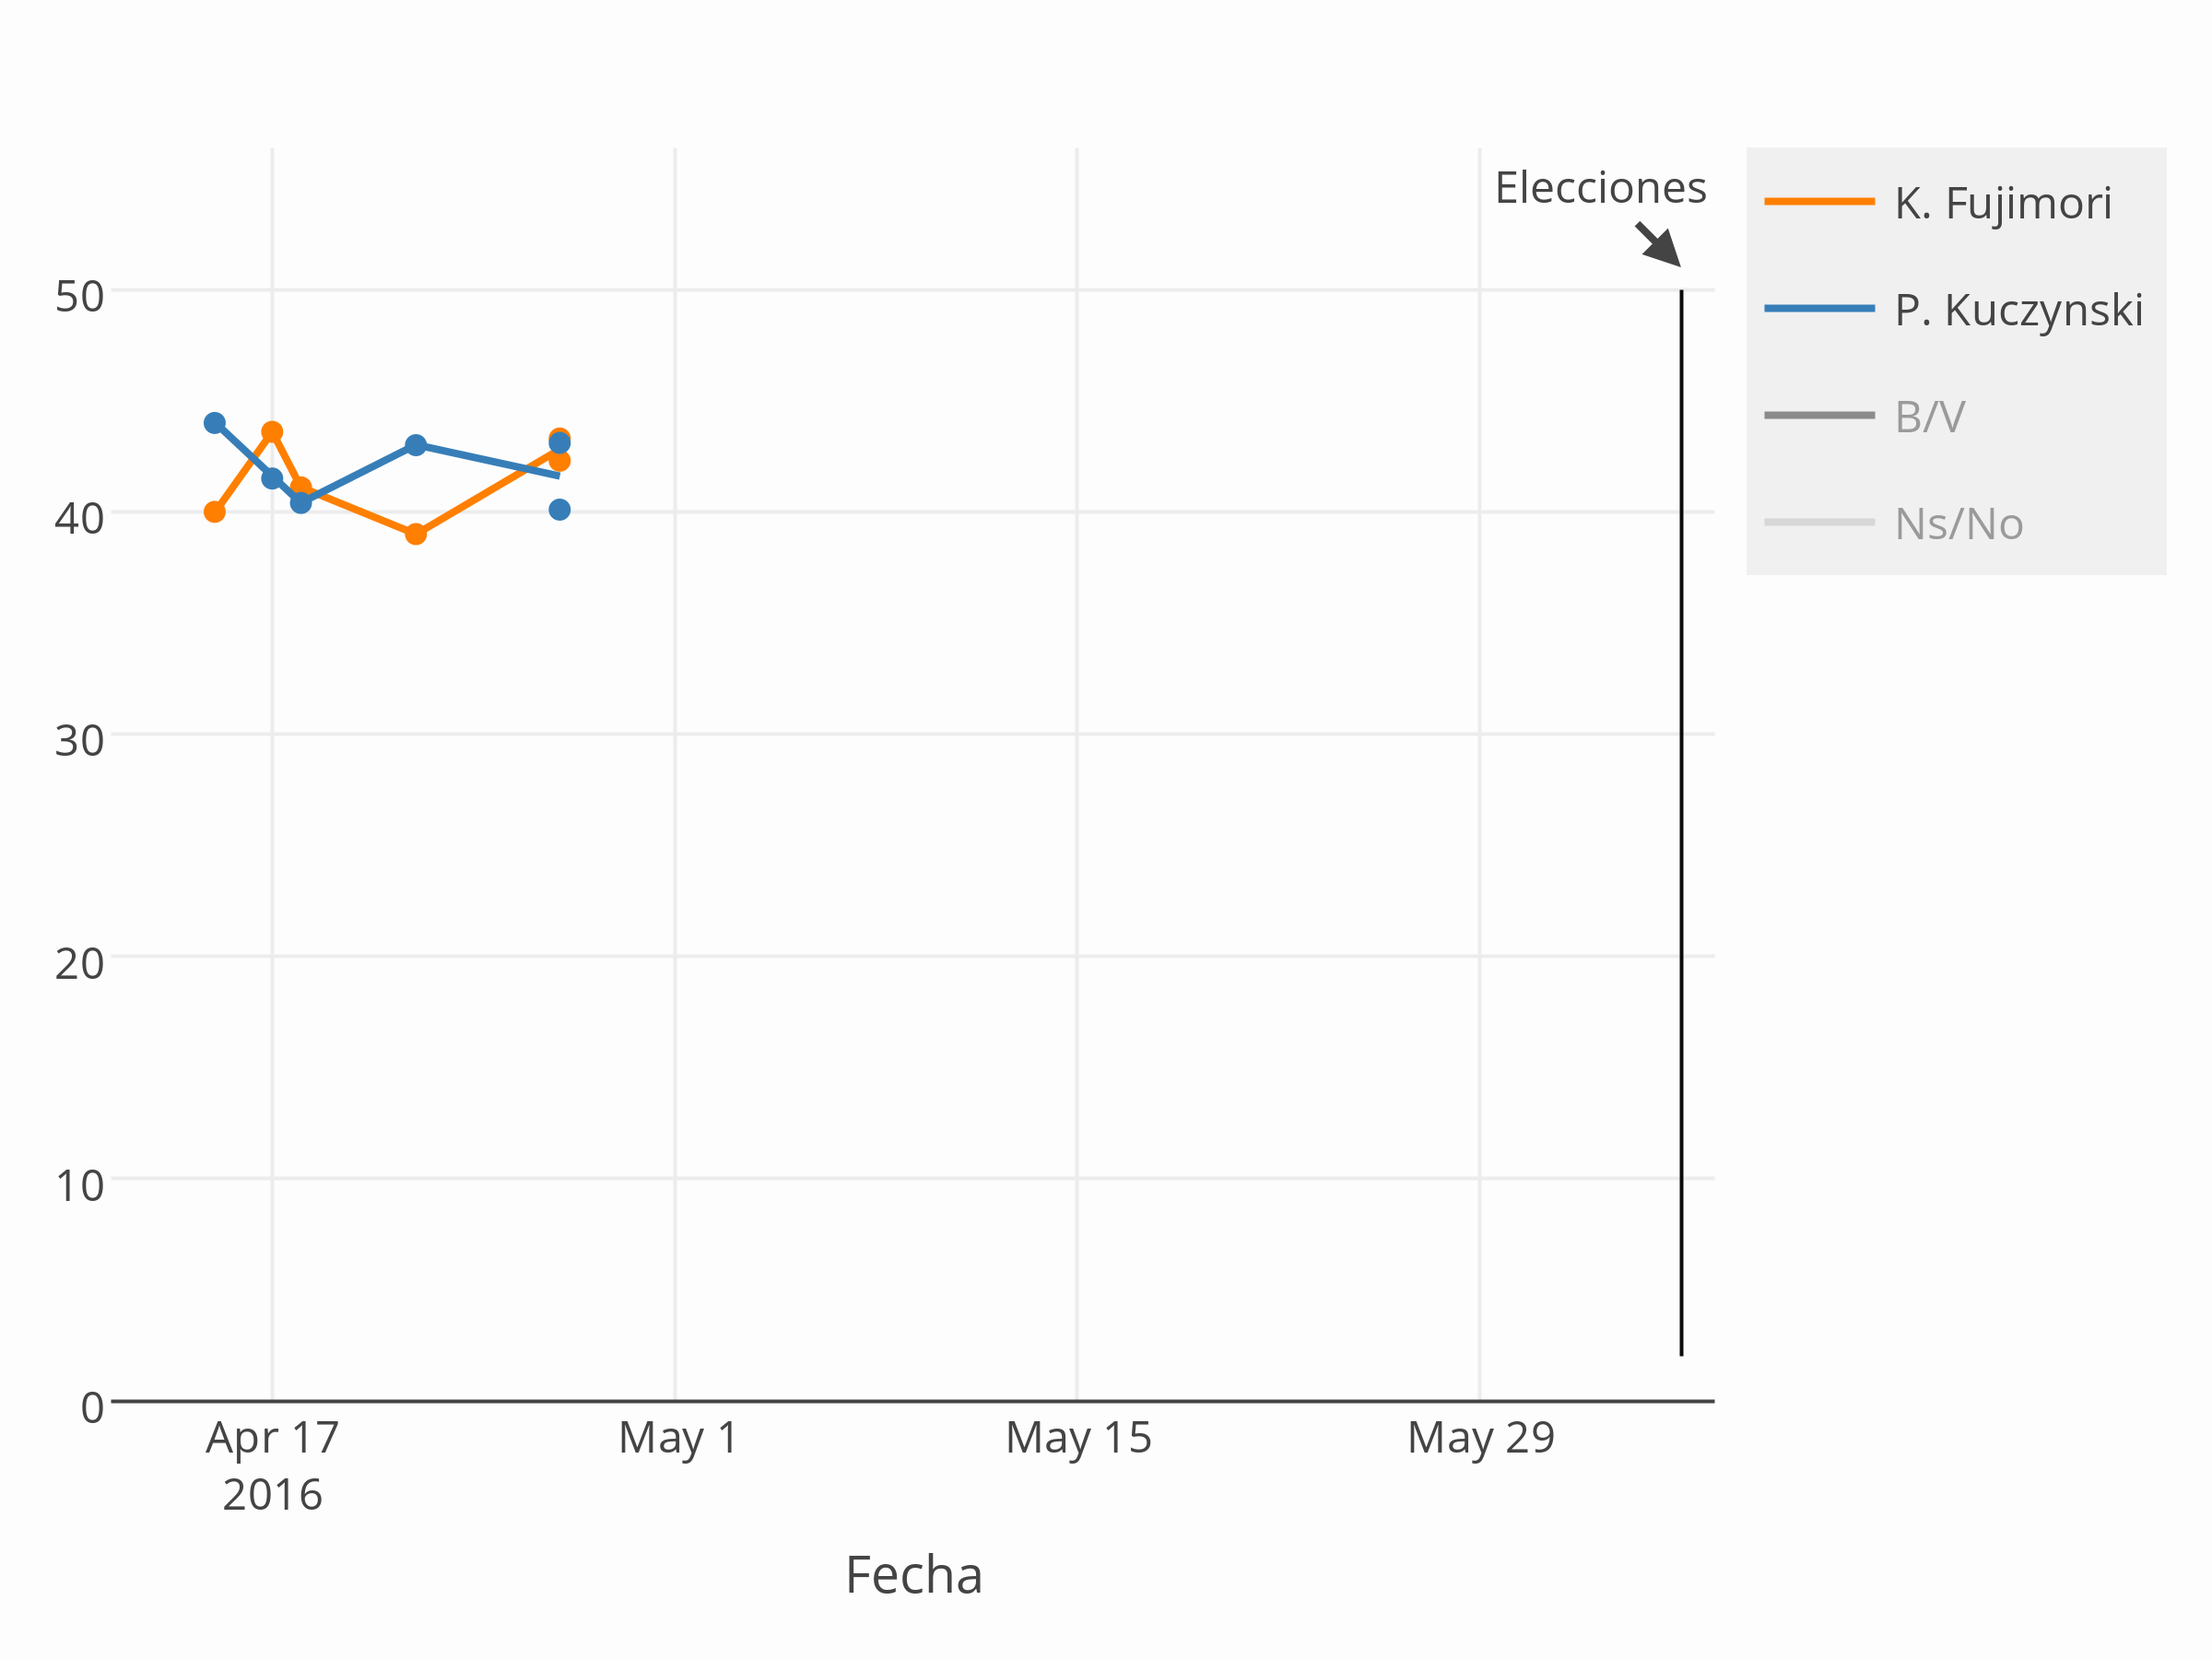 Elecciones
K. Fujimori
P. Kuczynski
B/V
Ns/No
50
40
30
20
10
0
Apr 17
2016
May 1
May 15
May 29
Fecha